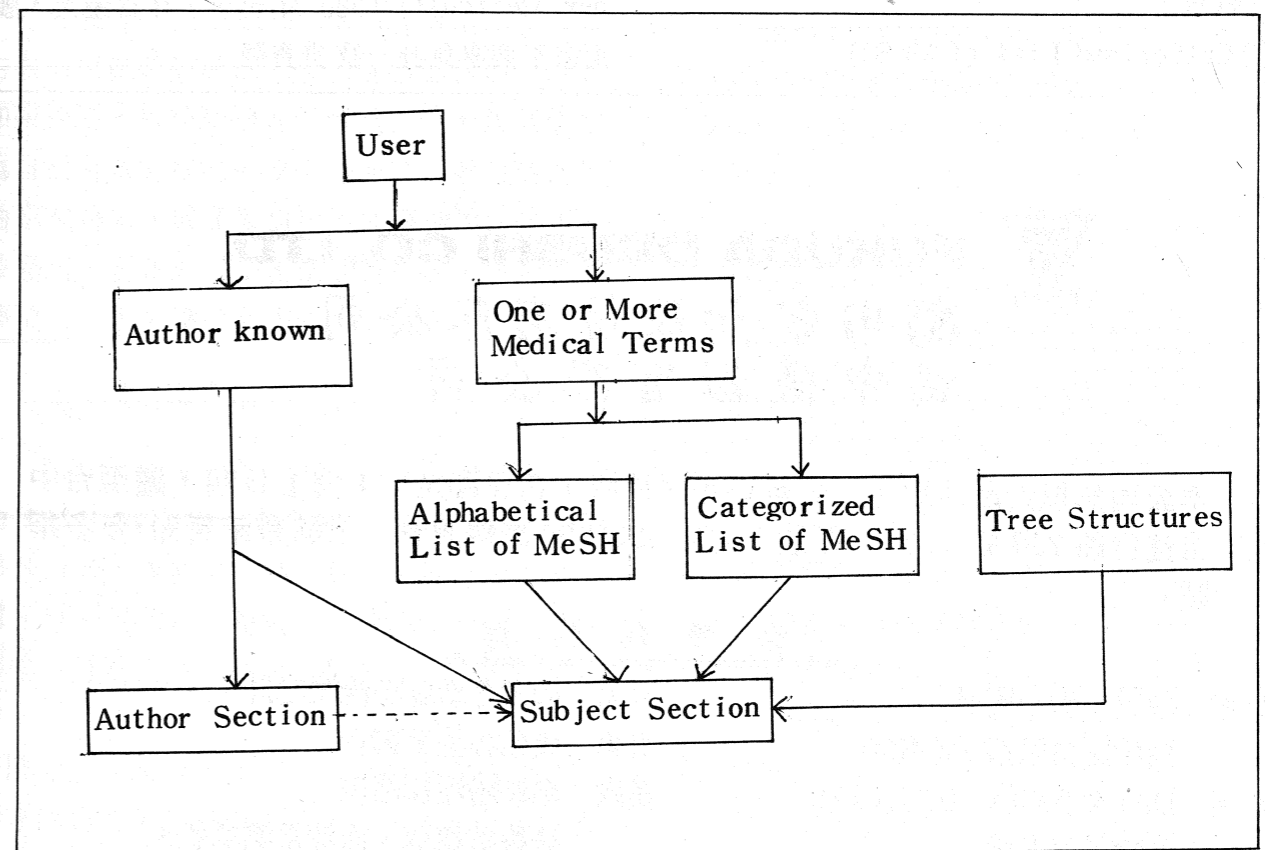 User
Author known
One or More
Medical Terms
Alphabetical
List of MeSH
Categorized
List of MeSH
Tree Structures
Author Section
Subject Section